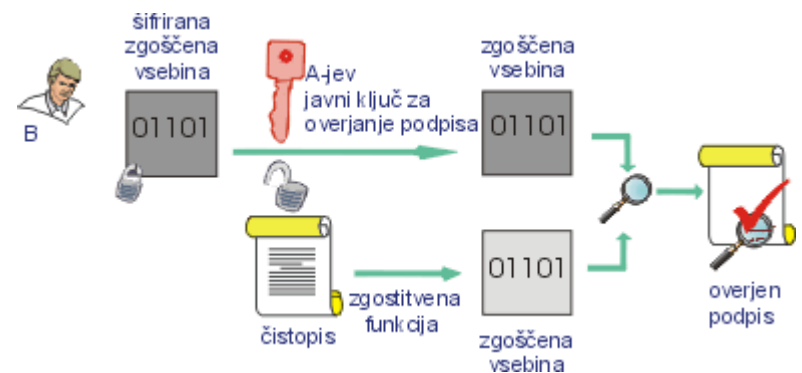 šifrirana
zgoščena
vsebina
01101
B
A-jev
javni ključ za
overjanje podpisa
zgoščena
vsebina
01101
čistopis
zgostitvena
funkcija
01101
zgoščena
vsebina
overjen
podpis